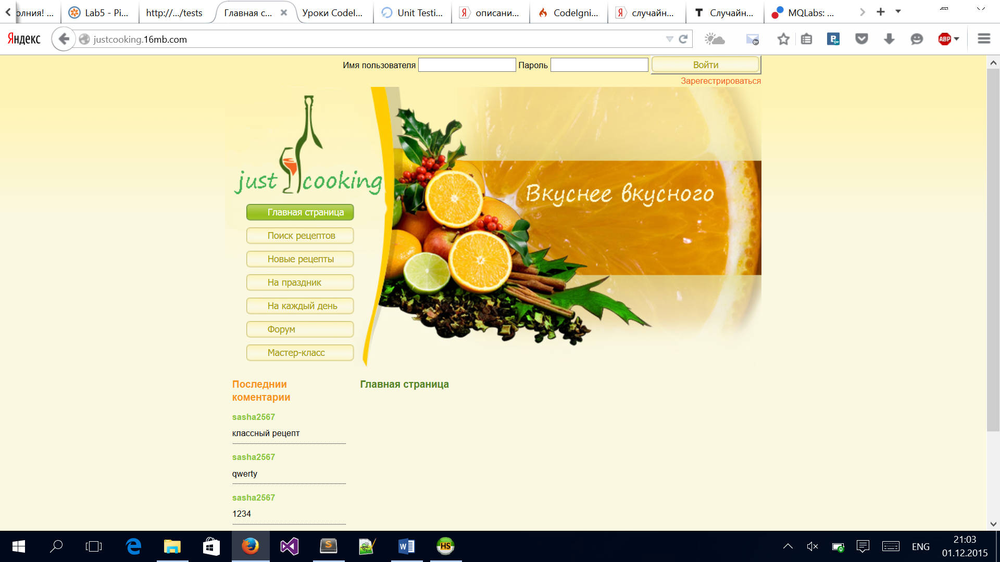 олния! ...
Lab5 - Pi...
http://.../tests
Главная с...
Уроки CodeI...
Unit Testi...
описани...
CodeIgni...
случайн...
Случайн...
MQLabs: ...
Яндекс
justcooking.16mb.com
ABP
Имя пользователя Пароль Войти
Зарегестрироваться
just cooking
Вкуснее вкусного
Главная страница
Поиск рецептов
Новые рецепты
На праздник
На каждый день
Форум
Мастер-класс
Последнии
коментарии
sasha2567
классный рецепт
sasha2567
qwerty
sasha2567
1234
Главная страница
HS
ENG
21:03
01.12.2015